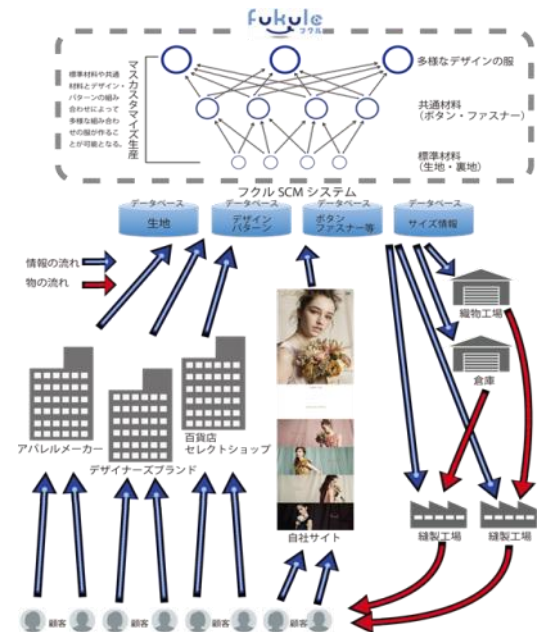 fukule
フクル
標準材料や共通
材料とデザイン・
パターンの組み
合わせによって
多様な組み合わ
せの服が作るこ
とが可能となる。
マスカスタマイズ生産
多様なデザインの服
共通材料
（ボタン・ファスナー）
標準材料
（生地・裏地）
フクル SCM システム
データベース
生地
データベース
デザイン
パターン
データベース
ボタン
ファスナー等
データベース
サイズ情報
情報の流れ
物の流れ
織物工場
倉庫
アパレルメーカー
デザイナーズブランド
百貨店
セレクトショップ
自社サイト
縫製工場
縫製工場
顧客
顧客
顧客
顧客